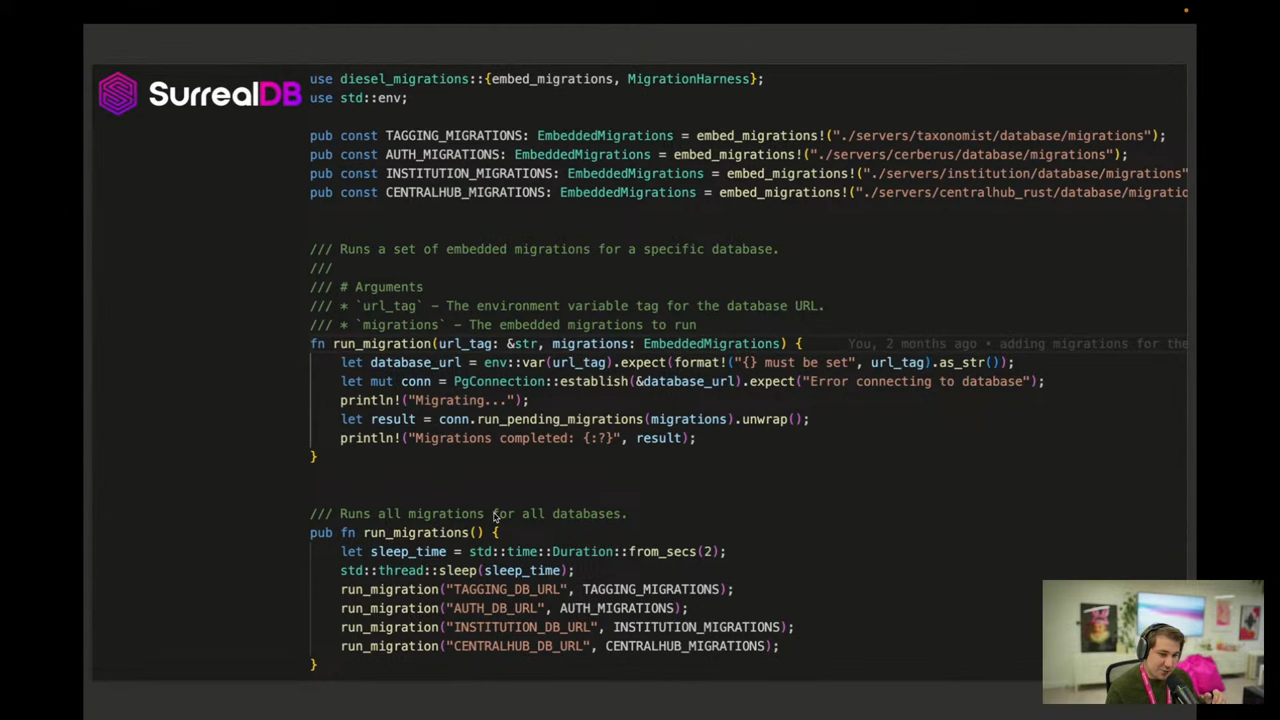 SurrealDB
use diesel_migrations::{embed_migrations, MigrationHarness};
use std::env;
pub const TAGGING_MIGRATIONS: EmbeddedMigrations = embed_migrations!("./servers/taxonomist/database/migrations");
pub const AUTH_MIGRATIONS: EmbeddedMigrations = embed_migrations!("./servers/cerberus/database/migrations");
pub const INSTITUTION_MIGRATIONS: EmbeddedMigrations = embed_migrations!("./servers/institution/database/migrations"
pub const CENTRALHUB_MIGRATIONS: EmbeddedMigrations = embed_migrations!("./servers/centralhub_rust/database/migratio
/// Runs a set of embedded migrations for a specific database.
///
/// # Arguments
/// * `url_tag` - The environment variable tag for the database URL.
/// * `migrations` - The embedded migrations to run
fn run_migration(url_tag: &str, migrations: EmbeddedMigrations) { You, 2 months ago • adding migrations for the
let database_url = env::var(url_tag).expect(format!("{} must be set", url_tag).as_str());
let mut conn = PgConnection::establish(&database_url).expect("Error connecting to database");
println!("Migrating...");
let result = conn.run_pending_migrations(migrations).unwrap();
println!("Migrations completed: {:?}", result);
}
/// Runs all migrations for all databases.
pub fn run_migrations() {
let sleep_time = std::time::Duration::from_secs(2);
std::thread::sleep(sleep_time);
run_migration("TAGGING_DB_URL", TAGGING_MIGRATIONS);
run_migration("AUTH_DB_URL", AUTH_MIGRATIONS);
run_migration("INSTITUTION_DB_URL", INSTITUTION_MIGRATIONS);
run_migration("CENTRALHUB_DB_URL", CENTRALHUB_MIGRATIONS);
}